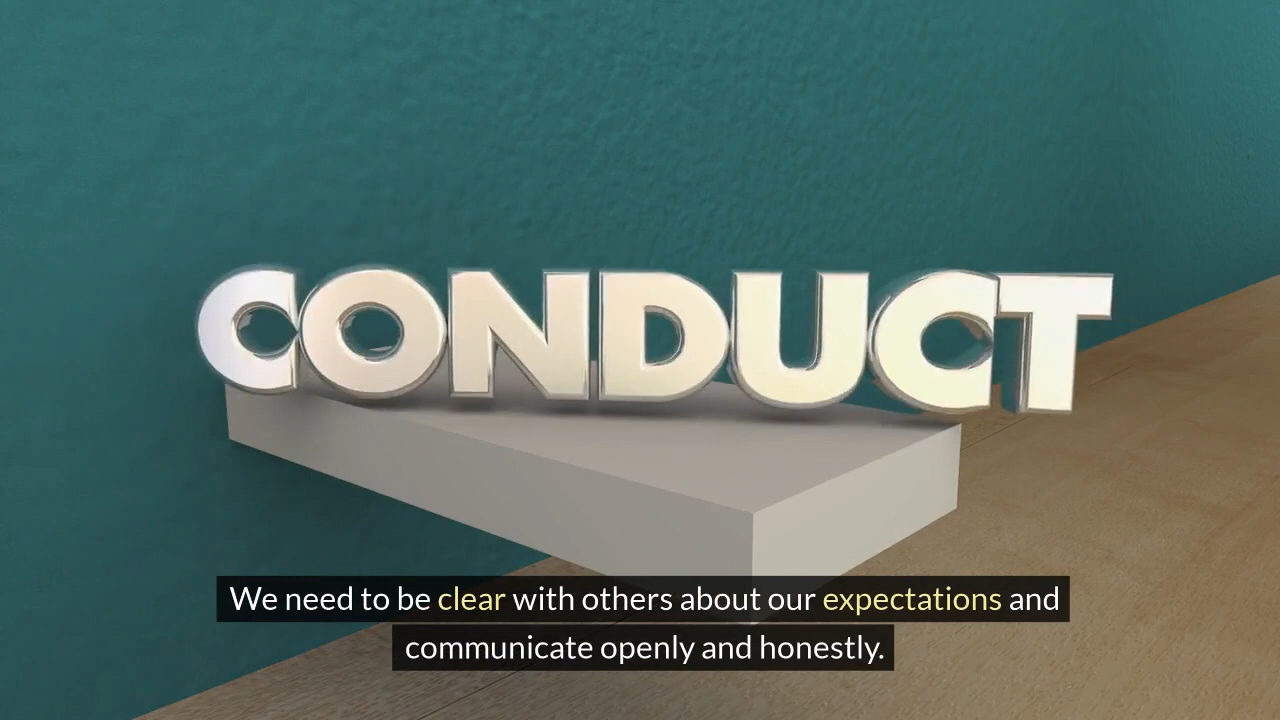 CONDUCT
We need to be clear with others about our expectations and
communicate openly and honestly.